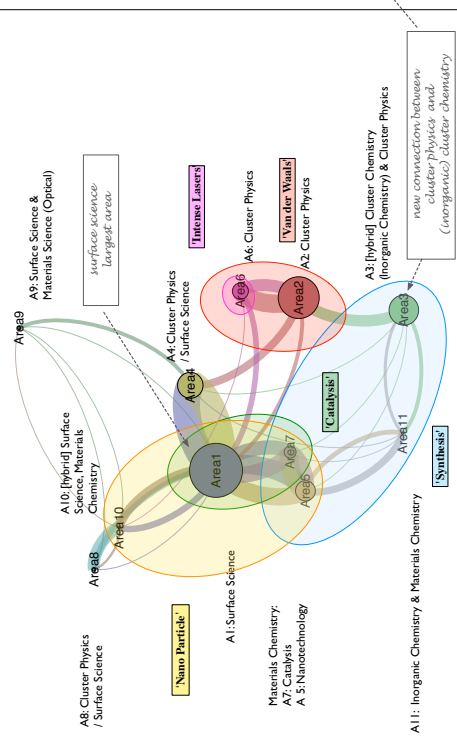 A9: Surface Science &
Materials Science (Optical)
surface science
largest area
Area9
A4: Cluster Physics
/ Surface Science
'Intense Lasers'
A6: Cluster Physics
'Van der Waals'
A2: Cluster Physics
A3: [hybrid] Cluster Chemistry
(Inorganic Chemistry) & Cluster Physics
new connection between
cluster physics and
(inorganic) cluster chemistry
Area4
Area6
Area2
Area3
A10: [hybrid] Surface
Science, Materials
Chemistry
Area10
Area8
Area1
Area7
Area5
'Catalysis'
Area11
'Synthesis'
A8: Cluster Physics
/ Surface Science
'Nano Particle'
A1: Surface Science
Materials Chemistry:
A7: Catalysis
A 5: Nanotechnology
A11: Inorganic Chemistry & Materials Chemistry